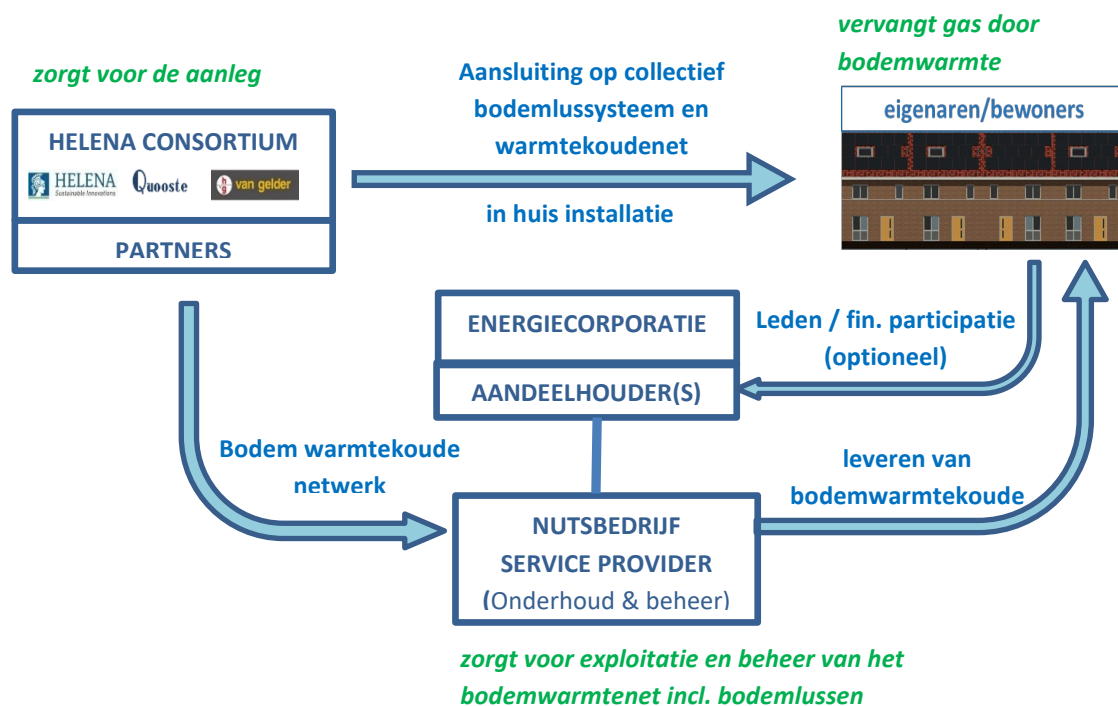 zorgt voor de aanleg
HELENA CONSORTIUM
HELENA
Sustainable Innovations
Quooste
van gelder
PARTNERS
Aansluiting op collectief
bodemlussysteem en
warmtekoudenet
in huis installatie
vervangt gas door
bodemwarmte
eigenaren/bewoners
ENERGIECORPORATIE
AANDEELHOUDER(S)
Leden / fin. participatie
(optioneel)
Bodem warmtekoude
netwerk
leveren van
bodemwarmtekoude
NUTSBEDRIJF
SERVICE PROVIDER
(Onderhoud & beheer)
zorgt voor exploitatie en beheer van het
bodemwarmtenet incl. bodemlussen